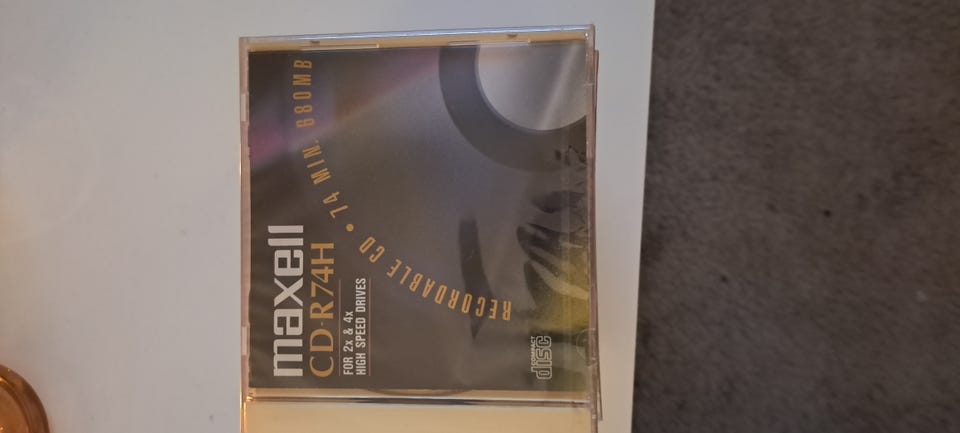 maxell
CD-R74H
FOR 2x & 4x
HIGH SPEED DRIVES
RECORDABLE CD • 74 MIN. 680MB
COMPACT
disc